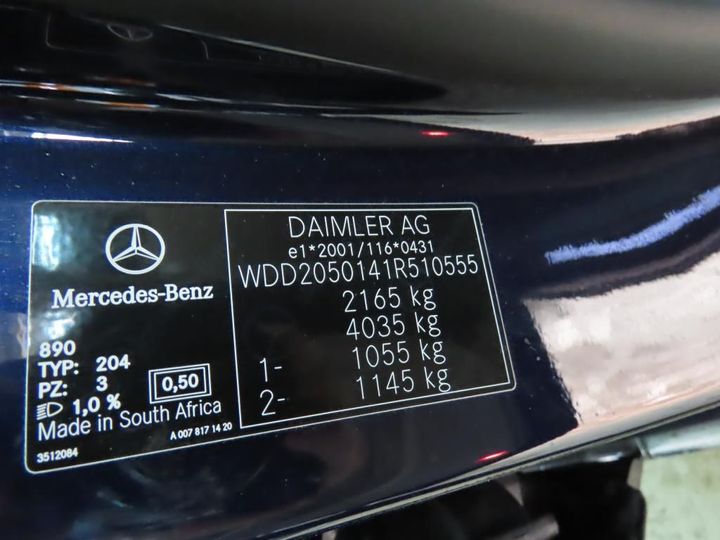 Mercedes-Benz
890
TYP: 204
PZ: 3
0,50
1,0 %
Made in South Africa
A 007 817 14 20
3512084
DAIMLER AG
e1*2001/116*0431
WDD2050141R510555
2165 kg
4035 kg
1- 1055 kg
2- 1145 kg